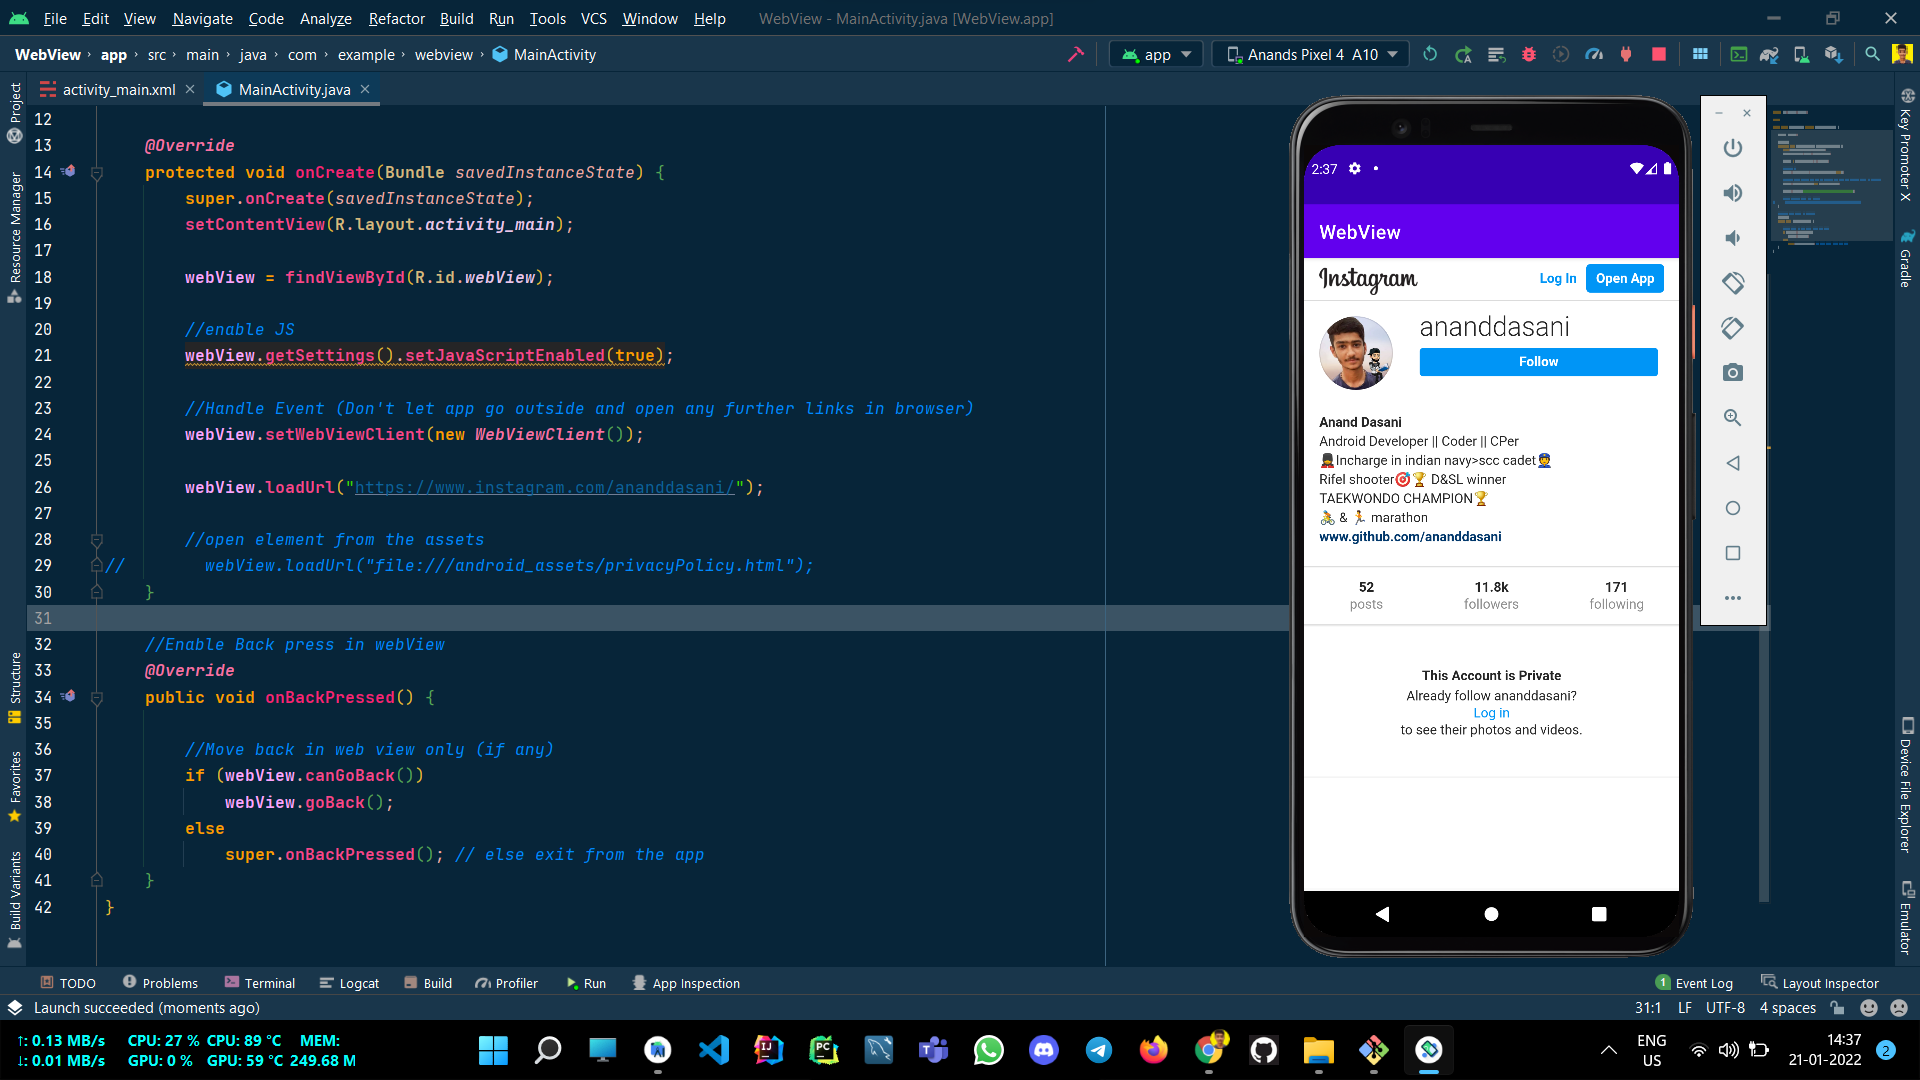 File Edit View Navigate Code Analyze Refactor Build Run Tools VCS Window Help WebView - MainActivity.java [WebView.app]
WebView › app › src › main › java › com › example › webview › MainActivity
app Anands Pixel 4 A10
activity_main.xml MainActivity.java
Project
Resource Manager
Structure
Favorites
Build Variants
12
13 @Override
14 protected void onCreate(Bundle savedInstanceState) {
15 super.onCreate(savedInstanceState);
16 setContentView(R.layout.activity_main);
17
18 webView = findViewById(R.id.webView);
19
20 //enable JS
21 webView.getSettings().setJavaScriptEnabled(true);
22
23 //Handle Event (Don't let app go outside and open any further links in browser)
24 webView.setWebViewClient(new WebViewClient());
25
26 webView.loadUrl("https://www.instagram.com/ananddasani/");
27
28 //open element from the assets
29 // webView.loadUrl("file:///android_assets/privacyPolicy.html");
30 }
31
32 //Enable Back press in webView
33 @Override
34 public void onBackPressed() {
35
36 //Move back in web view only (if any)
37 if (webView.canGoBack())
38 webView.goBack();
39 else
40 super.onBackPressed(); // else exit from the app
41 }
42 }
2:37
WebView
Instagram Log In Open App
ananddasani
Follow
Anand Dasani
Android Developer || Coder || CPer
💂Incharge in indian navy>scc cadet👮
Rifel shooter🎯🏆 D&SL winner
TAEKWONDO CHAMPION🏆
🚴 & 🏃 marathon
www.github.com/ananddasani
52 11.8k 171
posts followers following
This Account is Private
Already follow ananddasani?
Log in
to see their photos and videos.
Key Promoter X
Gradle
Device File Explorer
Emulator
TODO Problems Terminal Logcat Build Profiler Run App Inspection 1 Event Log Layout Inspector
Launch succeeded (moments ago) 31:1 LF UTF-8 4 spaces
↑: 0.13 MB/s CPU: 27 % CPU: 89 °C MEM:
↓: 0.01 MB/s GPU: 0 % GPU: 59 °C 249.68 M
ENG
US
14:37
21-01-2022
2